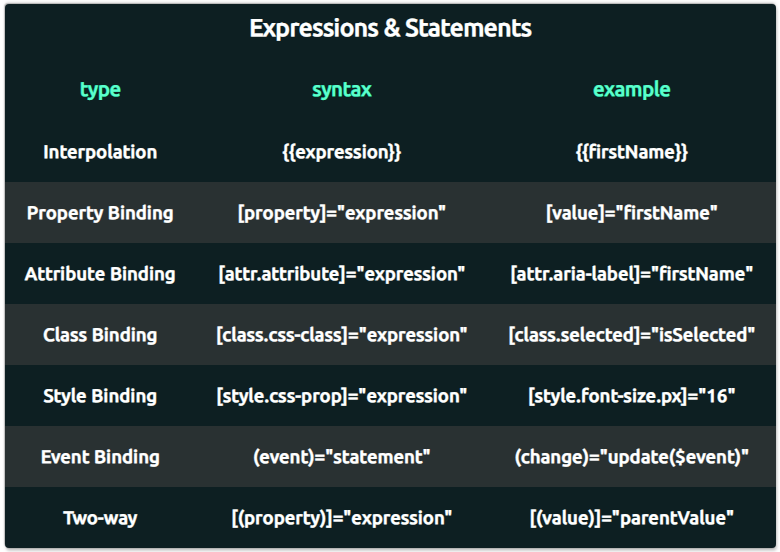 Expressions & Statements
type syntax example
Interpolation {{expression}} {{firstName}}
Property Binding [property]="expression" [value]="firstName"
Attribute Binding [attr.attribute]="expression" [attr.aria-label]="firstName"
Class Binding [class.css-class]="expression" [class.selected]="isSelected"
Style Binding [style.css-prop]="expression" [style.font-size.px]="16"
Event Binding (event)="statement" (change)="update($event)"
Two-way [(property)]="expression" [(value)]="parentValue"